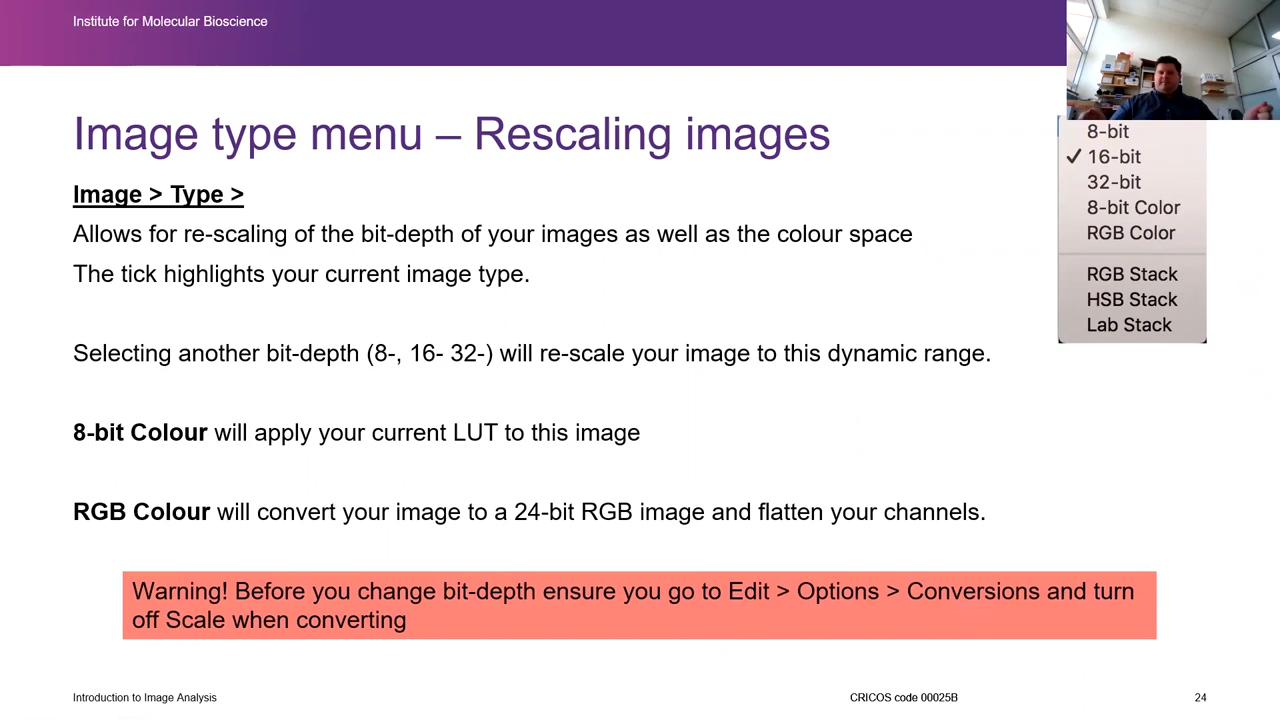 Institute for Molecular Bioscience
Image type menu – Rescaling images
Image > Type >
Allows for re-scaling of the bit-depth of your images as well as the colour space
The tick highlights your current image type.
Selecting another bit-depth (8-, 16- 32-) will re-scale your image to this dynamic range.
8-bit Colour will apply your current LUT to this image
RGB Colour will convert your image to a 24-bit RGB image and flatten your channels.
Warning! Before you change bit-depth ensure you go to Edit > Options > Conversions and turn
off Scale when converting
8-bit
✓ 16-bit
32-bit
8-bit Color
RGB Color
RGB Stack
HSB Stack
Lab Stack
Introduction to Image Analysis
CRICOS code 00025B
24